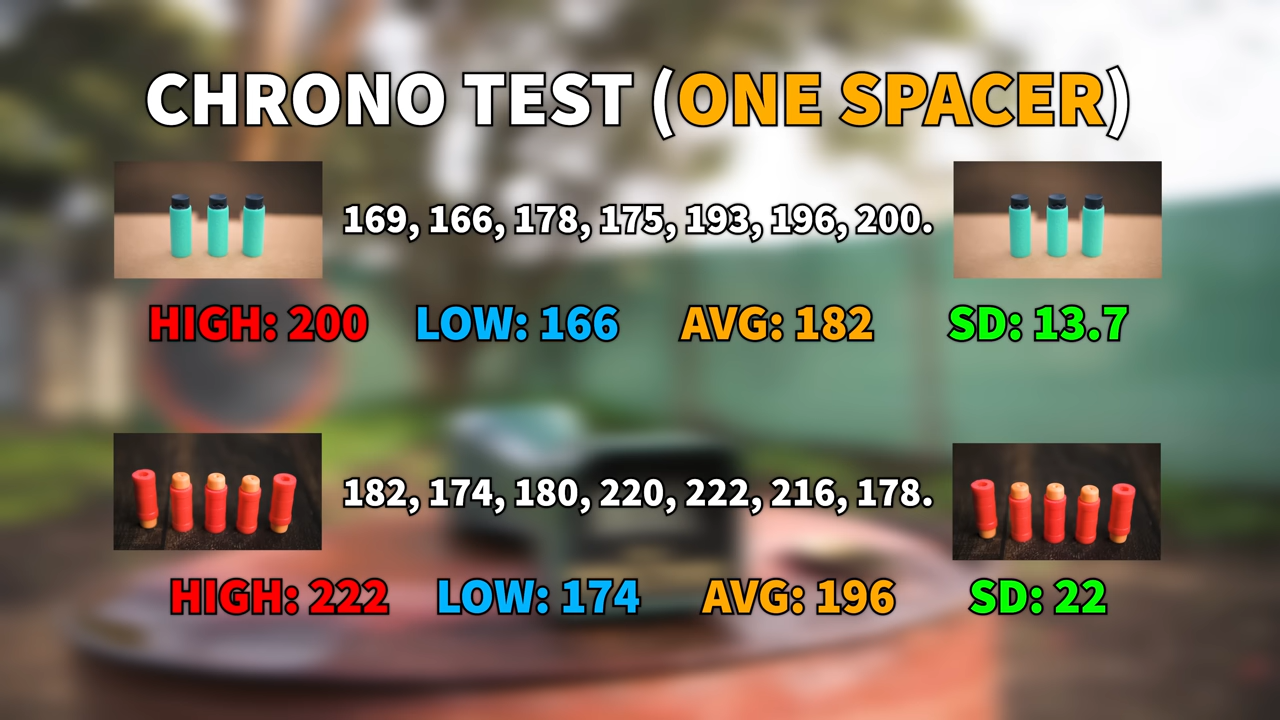 CHRONO TEST (ONE SPACER)
169, 166, 178, 175, 193, 196, 200.
HIGH: 200 LOW: 166 AVG: 182 SD: 13.7
182, 174, 180, 220, 222, 216, 178.
HIGH: 222 LOW: 174 AVG: 196 SD: 22